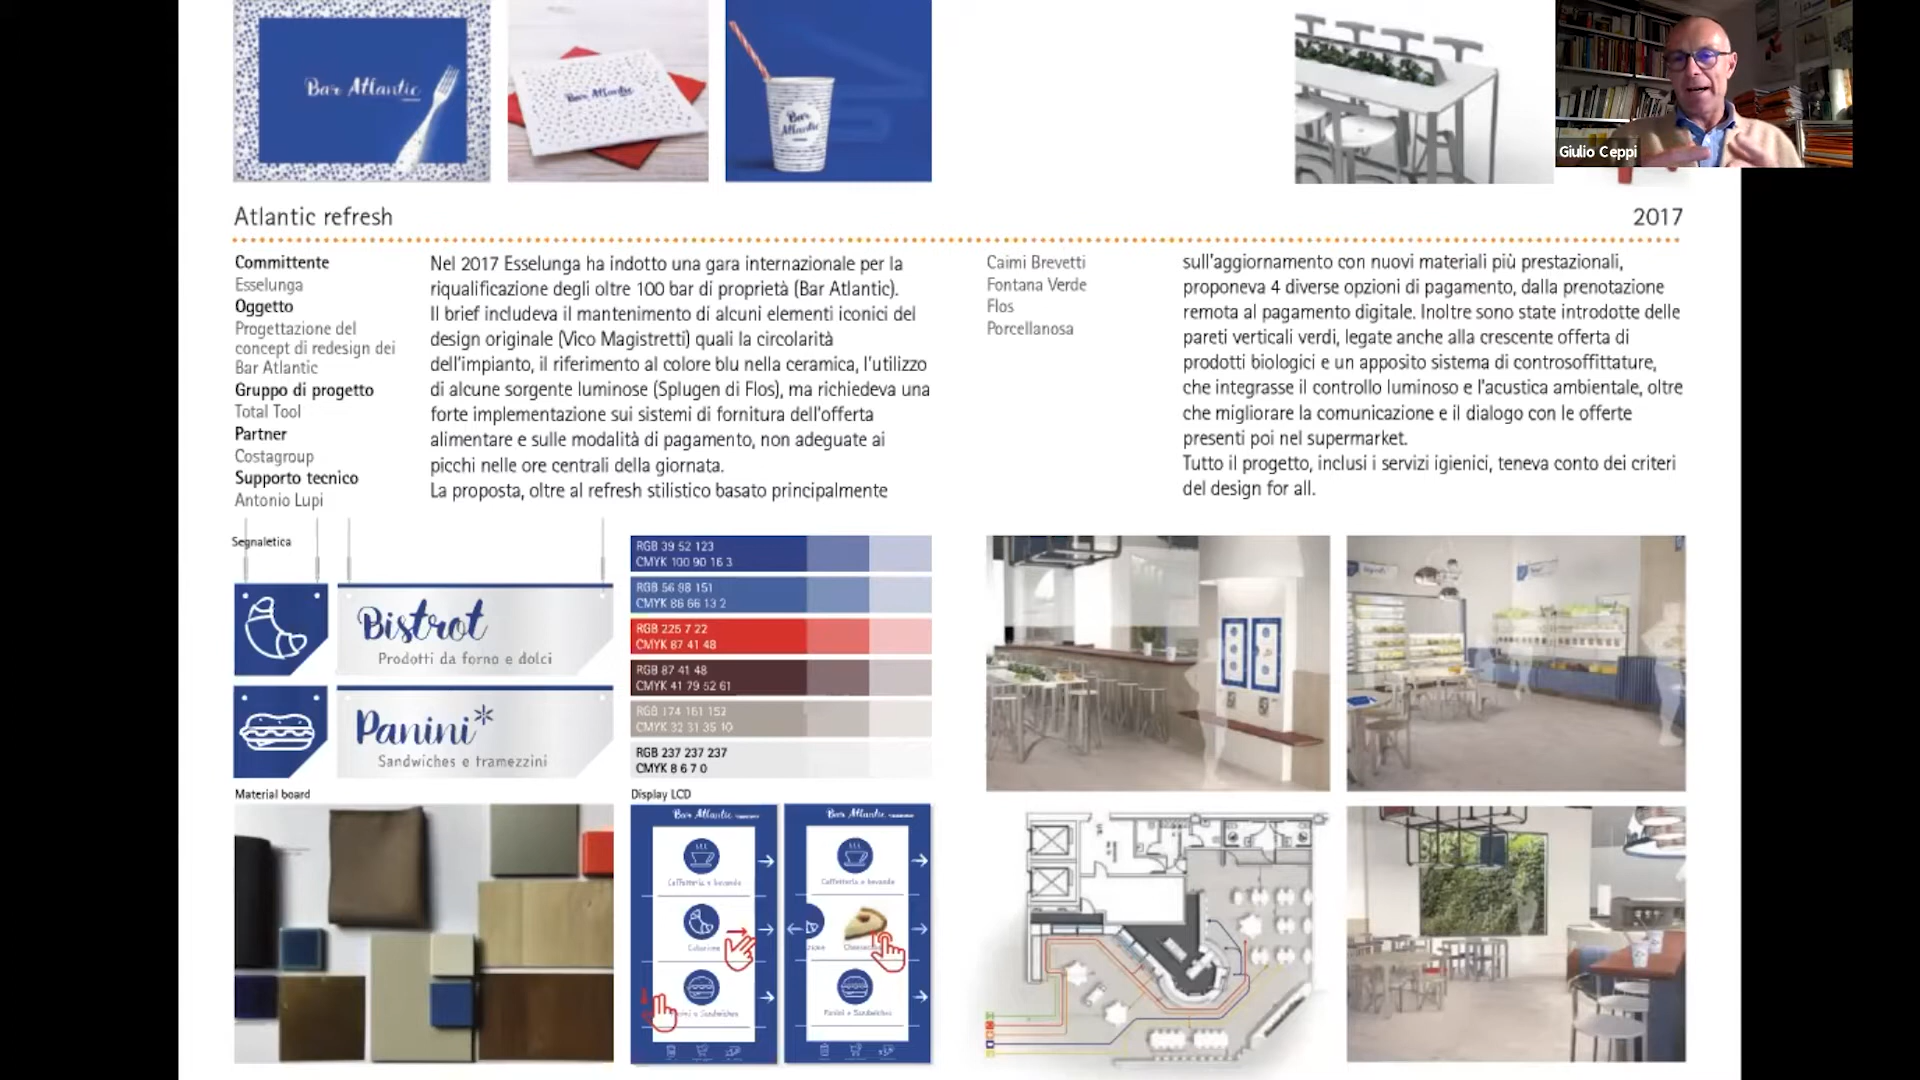 Bar Atlantic
Bar Atlantic
Bar
Atlantic
Giulio Ceppi
Atlantic refresh
2017
Committente
Esselunga
Oggetto
Progettazione del
concept di redesign dei
Bar Atlantic
Gruppo di progetto
Total Tool
Partner
Costagroup
Supporto tecnico
Antonio Lupi
Nel 2017 Esselunga ha indotto una gara internazionale per la
riqualificazione degli oltre 100 bar di proprietà (Bar Atlantic).
Il brief includeva il mantenimento di alcuni elementi iconici del
design originale (Vico Magistretti) quali la circolarità
dell'impianto, il riferimento al colore blu nella ceramica, l'utilizzo
di alcune sorgente luminose (Splugen di Flos), ma richiedeva una
forte implementazione sui sistemi di fornitura dell'offerta
alimentare e sulle modalità di pagamento, non adeguate ai
picchi nelle ore centrali della giornata.
La proposta, oltre al refresh stilistico basato principalmente
Caimi Brevetti
Fontana Verde
Flos
Porcellanosa
sull'aggiornamento con nuovi materiali più prestazionali,
proponeva 4 diverse opzioni di pagamento, dalla prenotazione
remota al pagamento digitale. Inoltre sono state introdotte delle
pareti verticali verdi, legate anche alla crescente offerta di
prodotti biologici e un apposito sistema di controsoffittature,
che integrasse il controllo luminoso e l'acustica ambientale, oltre
che migliorare la comunicazione e il dialogo con le offerte
presenti poi nel supermarket.
Tutto il progetto, inclusi i servizi igienici, teneva conto dei criteri
del design for all.
Segnaletica
Bistrot
Prodotti da forno e dolci
Panini*
Sandwiches e tramezzini
RGB 39 52 123
CMYK 100 90 16 3
RGB 56 98 151
CMYK 86 66 13 2
RGB 225 7 22
CMYK 87 41 48
RGB 87 41 48
CMYK 41 79 52 61
RGB 174 161 152
CMYK 32 31 35 10
RGB 237 237 237
CMYK 8 6 7 0
Material board
Display LCD
Bar Atlantic
Caffetteria e bevande
Panini e Sandwiches
Bar Atlantic
Caffetteria e bevande
Panini e Sandwiches